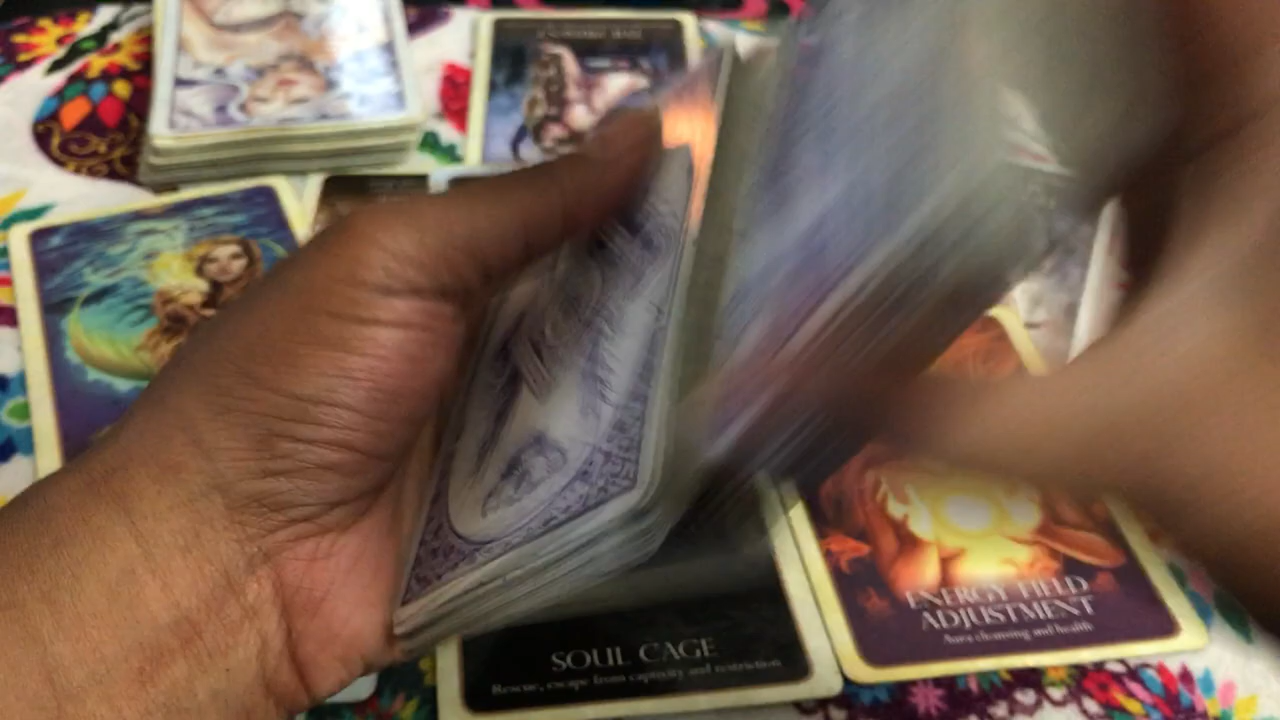 SOUL CAGE
Rescue, escape from captivity and restriction
ENERGY FIELD
ADJUSTMENT
Aura cleansing and health